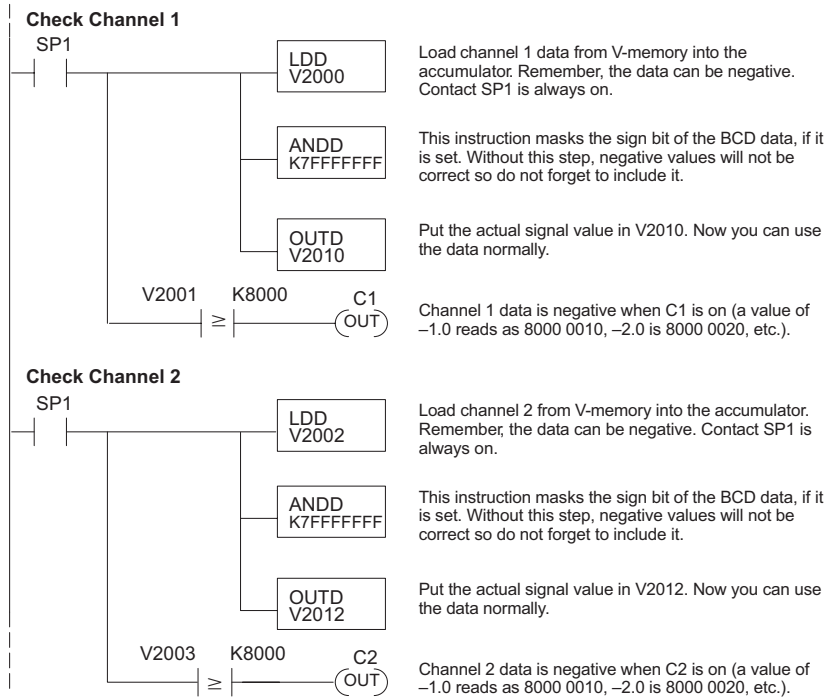 Check Channel 1
SP1
LDD
V2000
Load channel 1 data from V-memory into the
accumulator. Remember, the data can be negative.
Contact SP1 is always on.
ANDD
K7FFFFFFF
This instruction masks the sign bit of the BCD data, if it
is set. Without this step, negative values will not be
correct so do not forget to include it.
OUTD
V2010
Put the actual signal value in V2010. Now you can use
the data normally.
V2001 K8000 C1
≥ OUT
Channel 1 data is negative when C1 is on (a value of
–1.0 reads as 8000 0010, –2.0 is 8000 0020, etc.).
Check Channel 2
SP1
LDD
V2002
Load channel 2 from V-memory into the accumulator.
Remember, the data can be negative. Contact SP1 is
always on.
ANDD
K7FFFFFFF
This instruction masks the sign bit of the BCD data, if it
is set. Without this step, negative values will not be
correct so do not forget to include it.
OUTD
V2012
Put the actual signal value in V2012. Now you can use
the data normally.
V2003 K8000 C2
≥ OUT
Channel 2 data is negative when C2 is on (a value of
–1.0 reads as 8000 0010, –2.0 is 8000 0020, etc.).